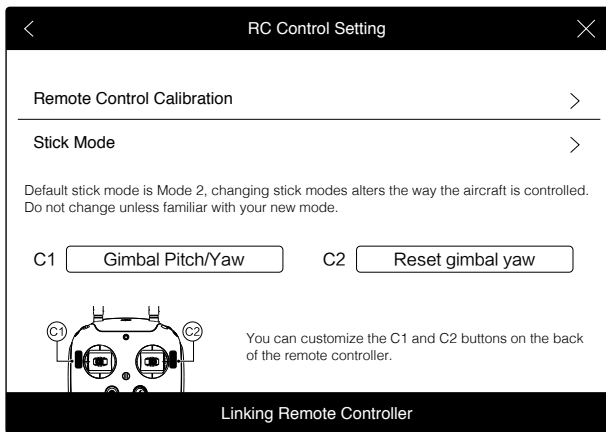 RC Control Setting
Remote Control Calibration
Stick Mode
Default stick mode is Mode 2, changing stick modes alters the way the aircraft is controlled.
Do not change unless familiar with your new mode.
C1 Gimbal Pitch/Yaw C2 Reset gimbal yaw
C1 C2
You can customize the C1 and C2 buttons on the back
of the remote controller.
Linking Remote Controller